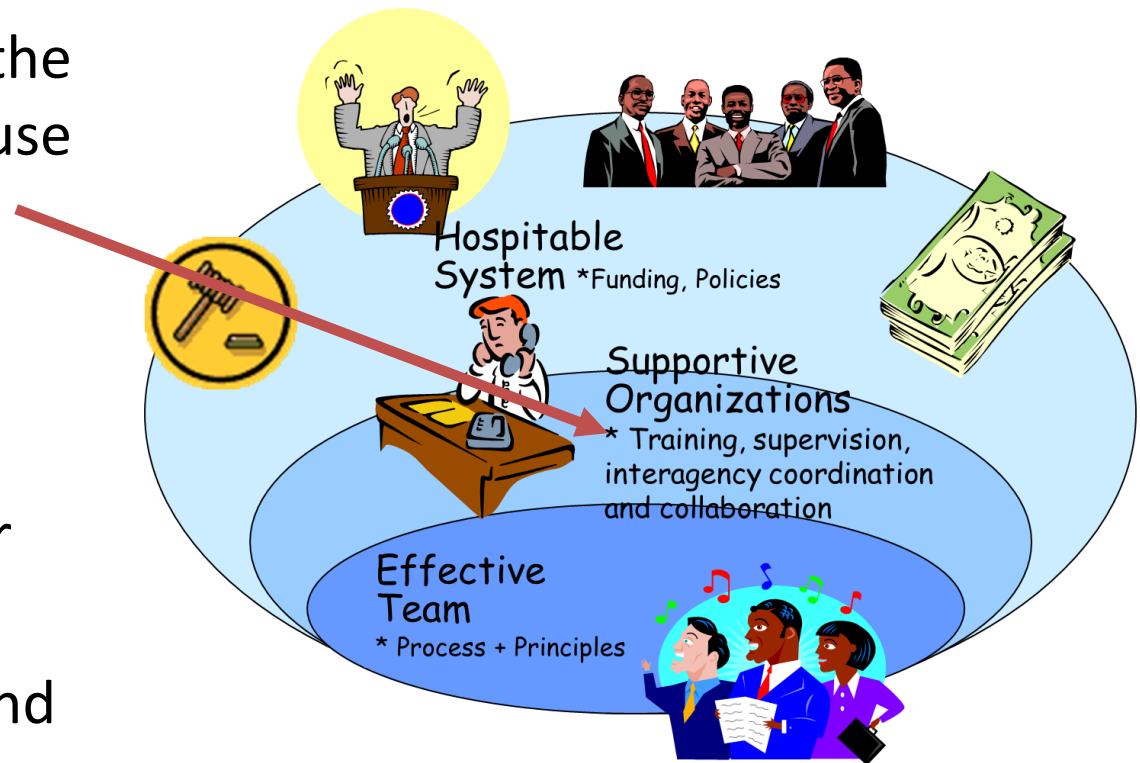 the
use
Hospitable
System *Funding, Policies
Supportive
Organizations
* Training, supervision,
interagency coordination
and collaboration
r
Effective
Team
* Process + Principles
nd